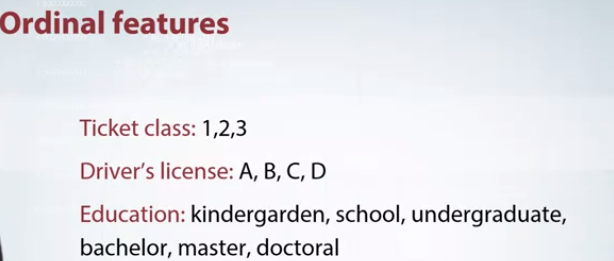 Ordinal features
Ticket class: 1,2,3
Driver's license: A, B, C, D
Education: kindergarden, school, undergraduate,
bachelor, master, doctoral